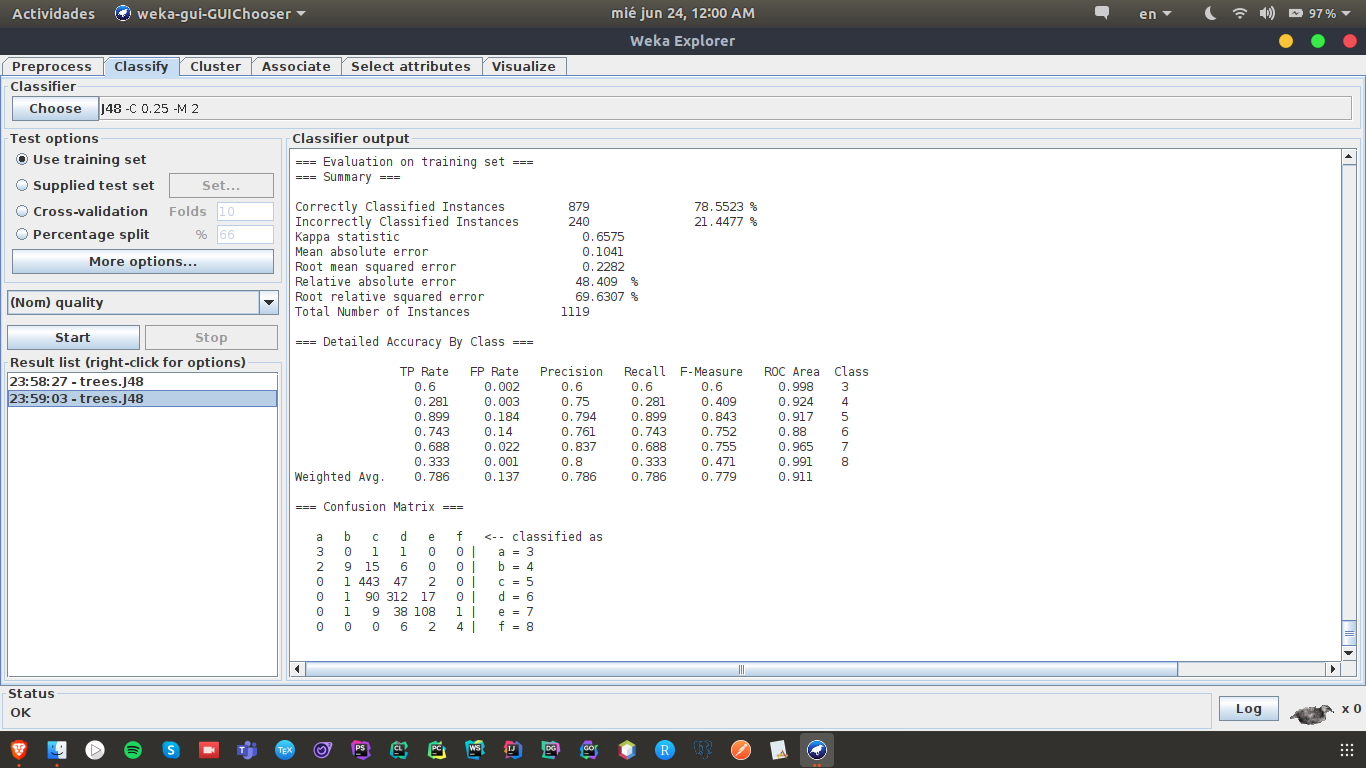 Actividades weka-gui-GUIChooser mié jun 24, 12:00 AM en 97%
Weka Explorer
Preprocess Classify Cluster Associate Select attributes Visualize
Classifier
Choose J48 -C 0.25 -M 2
Test options
Use training set
Supplied test set Set...
Cross-validation Folds 10
Percentage split % 66
More options...
(Nom) quality
Start Stop
Result list (right-click for options)
23:58:27 - trees.J48
23:59:03 - trees.J48
Classifier output
=== Evaluation on training set ===
=== Summary ===
Correctly Classified Instances 879 78.5523 %
Incorrectly Classified Instances 240 21.4477 %
Kappa statistic 0.6575
Mean absolute error 0.1041
Root mean squared error 0.2282
Relative absolute error 48.409 %
Root relative squared error 69.6307 %
Total Number of Instances 1119
=== Detailed Accuracy By Class ===
TP Rate FP Rate Precision Recall F-Measure ROC Area Class
0.6 0.002 0.6 0.6 0.6 0.998 3
0.281 0.003 0.75 0.281 0.409 0.924 4
0.899 0.184 0.794 0.899 0.843 0.917 5
0.743 0.14 0.761 0.743 0.752 0.88 6
0.688 0.022 0.837 0.688 0.755 0.965 7
0.333 0.001 0.8 0.333 0.471 0.991 8
Weighted Avg. 0.786 0.137 0.786 0.786 0.779 0.911
=== Confusion Matrix ===
a b c d e f <-- classified as
3 0 1 1 0 0 | a = 3
2 9 15 6 0 0 | b = 4
0 1 443 47 2 0 | c = 5
0 1 90 312 17 0 | d = 6
0 1 9 38 108 1 | e = 7
0 0 0 6 2 4 | f = 8
Status
OK
Log x 0
S TEX PS CL PC WS IJ DG GO R